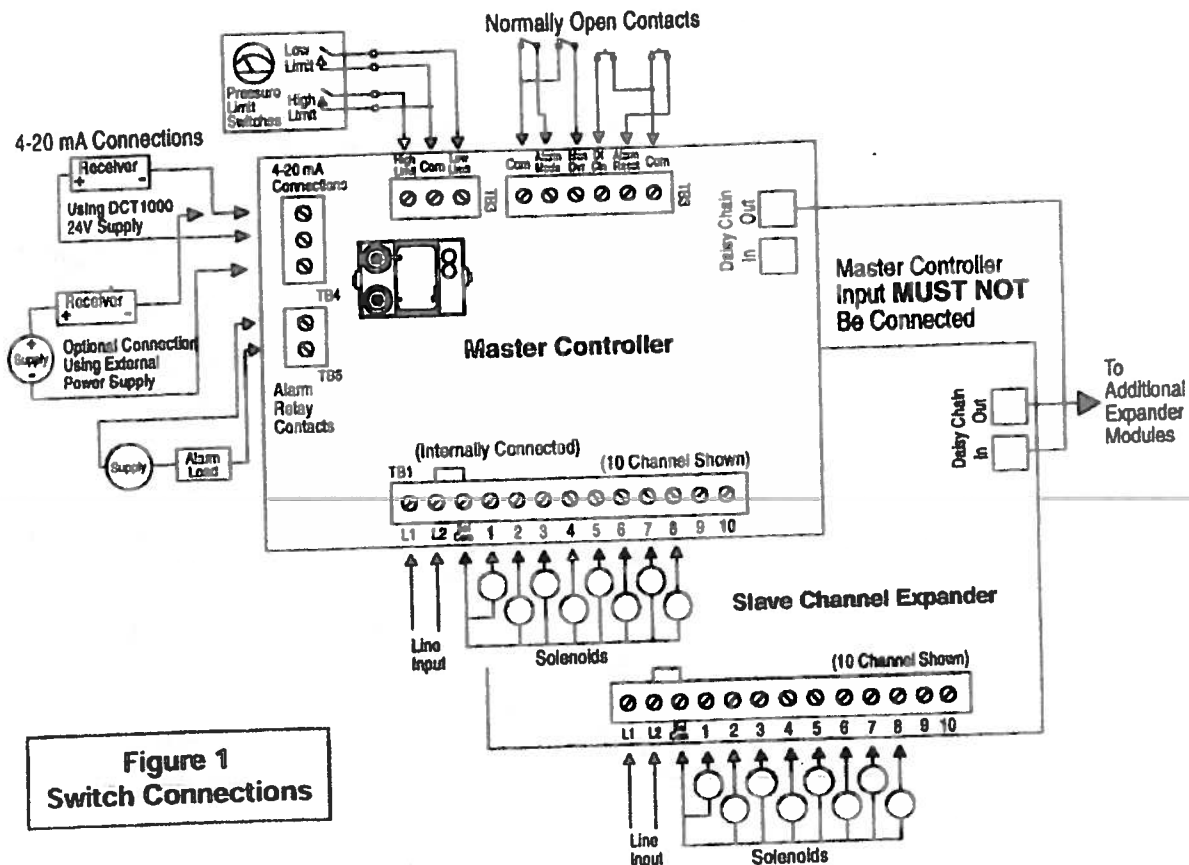 Normally Open Contacts
Low
Limit
Pressure
Limit
Switches
High
Limit
4-20 mA Connections
Receiver
+ -
Using DCT1000
24V Supply
4-20 mA
Connections
High
Limit
Com
Low
Limit
TB3
Com
Alarm
Mode
Com
TB3
Daisy Chain
Out
In
TB4
Receiver
+ -
+
Supply
-
Optional Connection
Using External
Power Supply
TB5
Alarm
Relay
Contacts
Supply
Alarm
Load
Master Controller
Master Controller
Input MUST NOT
Be Connected
Daisy Chain
Out
In
To
Additional
Expander
Modules
(Internally Connected)
(10 Channel Shown)
TB1
L1 L2 Sol Com 1 2 3 4 5 6 7 8 9 10
Line
Input
Solenoids
Slave Channel Expander
(10 Channel Shown)
L1 L2 Sol Com 1 2 3 4 5 6 7 8 9 10
Line
Input
Solenoids
Figure 1
Switch Connections